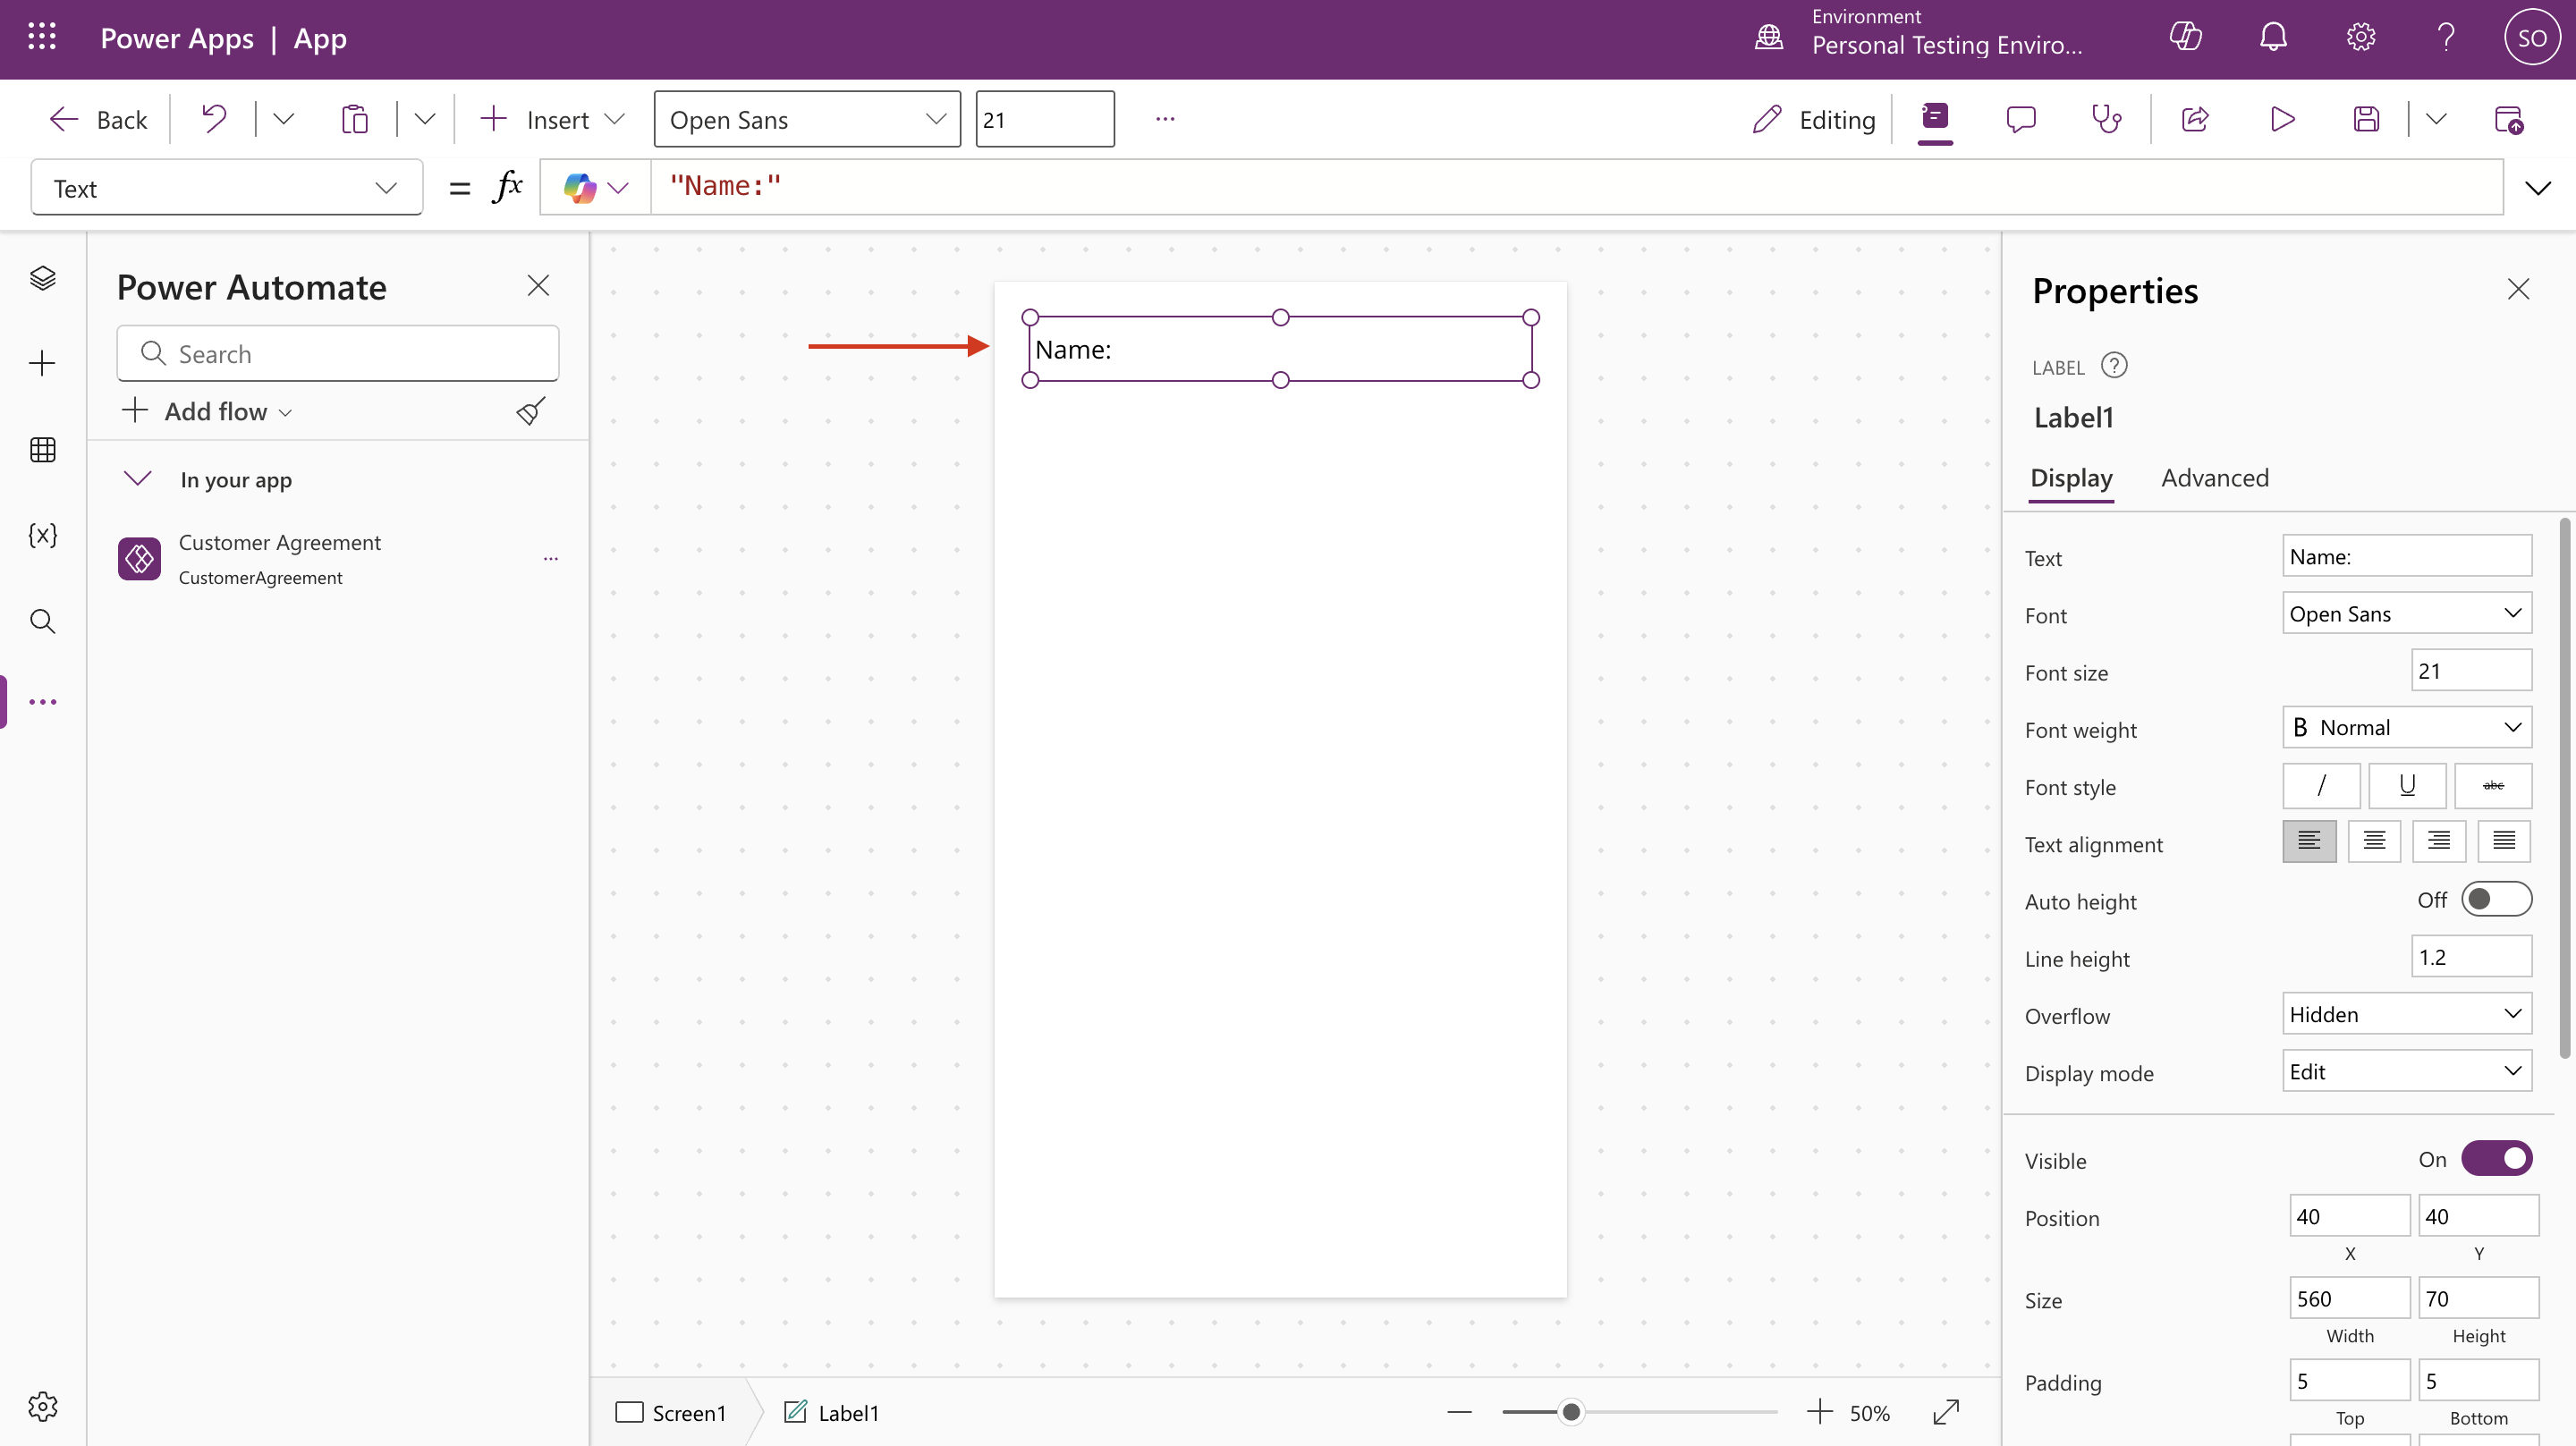 Power Apps | App
Environment
Personal Testing Enviro...
SO
Back
Insert
Open Sans
21
Editing
Text
= fx
"Name:"
Power Automate
Search
Add flow
In your app
Customer Agreement
CustomerAgreement
Name:
Properties
LABEL
Label1
Display
Advanced
Text
Name:
Font
Open Sans
Font size
21
Font weight
B Normal
Font style
/ U abc
Text alignment
Auto height
Off
Line height
1.2
Overflow
Hidden
Display mode
Edit
Visible
On
Position
40 40
X Y
Size
560 70
Width Height
Padding
5 5
Top Bottom
Screen1
Label1
50%